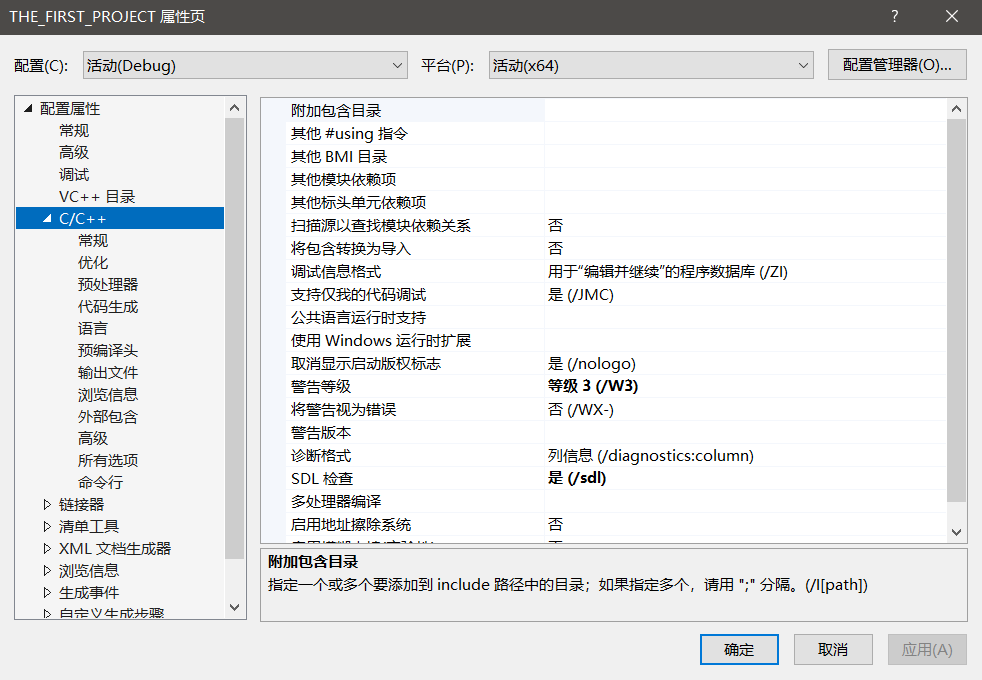 THE_FIRST_PROJECT 属性页
配置(C): 活动(Debug) 平台(P): 活动(x64) 配置管理器(O)...
配置属性
常规
高级
调试
VC++ 目录
C/C++
常规
优化
预处理器
代码生成
语言
预编译头
输出文件
浏览信息
外部包含
高级
所有选项
命令行
链接器
清单工具
XML 文档生成器
浏览信息
生成事件
自定义生成步骤
附加包含目录
其他 #using 指令
其他 BMI 目录
其他模块依赖项
其他标头单元依赖项
扫描源以查找模块依赖关系 否
将包含转换为导入 否
调试信息格式 用于“编辑并继续”的程序数据库 (/ZI)
支持仅我的代码调试 是 (/JMC)
公共语言运行时支持
使用 Windows 运行时扩展
取消显示启动版权标志 是 (/nologo)
警告等级 等级 3 (/W3)
将警告视为错误 否 (/WX-)
警告版本
诊断格式 列信息 (/diagnostics:column)
SDL 检查 是 (/sdl)
多处理器编译
启用地址擦除系统 否
附加包含目录
指定一个或多个要添加到 include 路径中的目录；如果指定多个，请用 ";" 分隔。(/I[path])
确定 取消 应用(A)